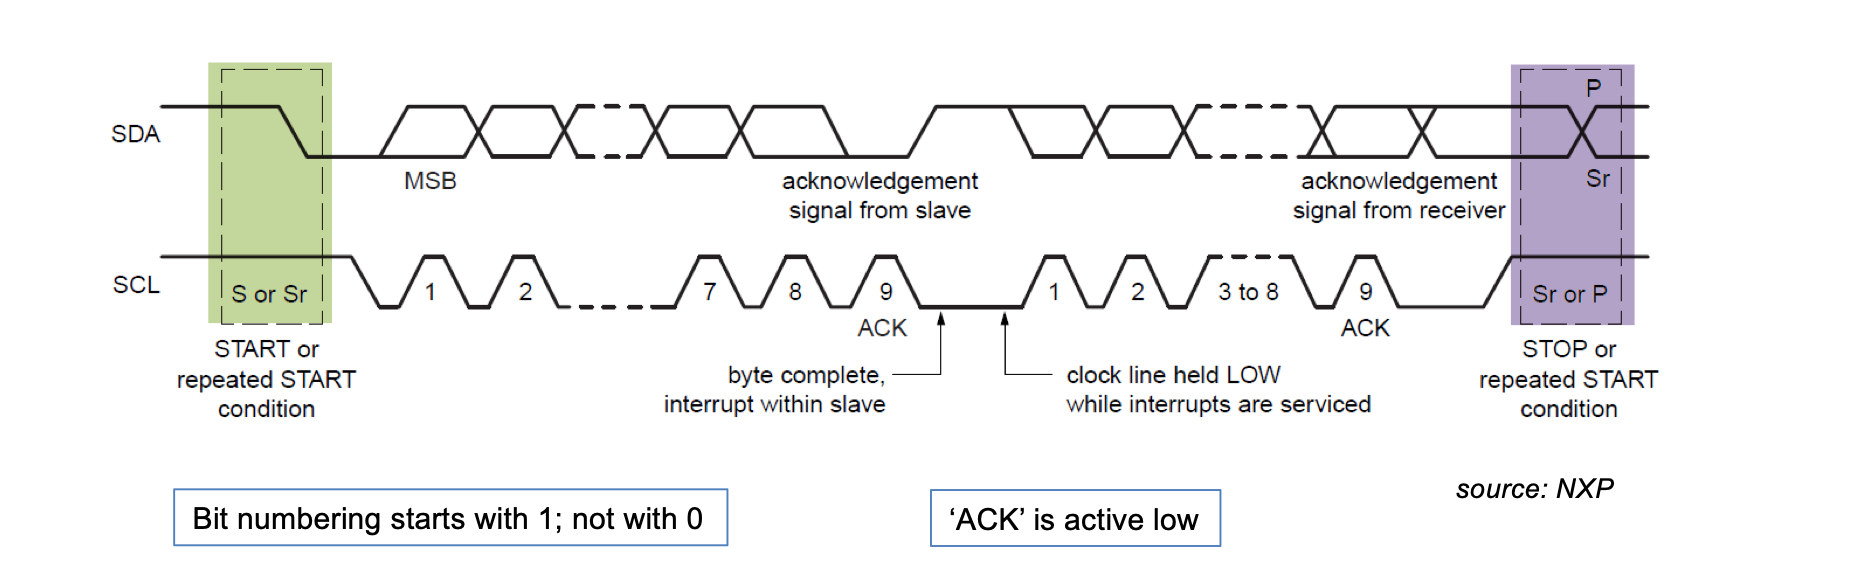 P
SDA
MSB
acknowledgement
signal from slave
acknowledgement
signal from receiver
Sr
SCL
S or Sr
1
2
7
8
9
1
2
3 to 8
9
Sr or P
ACK
ACK
START or
repeated START
condition
byte complete,
interrupt within slave
clock line held LOW
while interrupts are serviced
STOP or
repeated START
condition
source: NXP
Bit numbering starts with 1; not with 0
‘ACK’ is active low